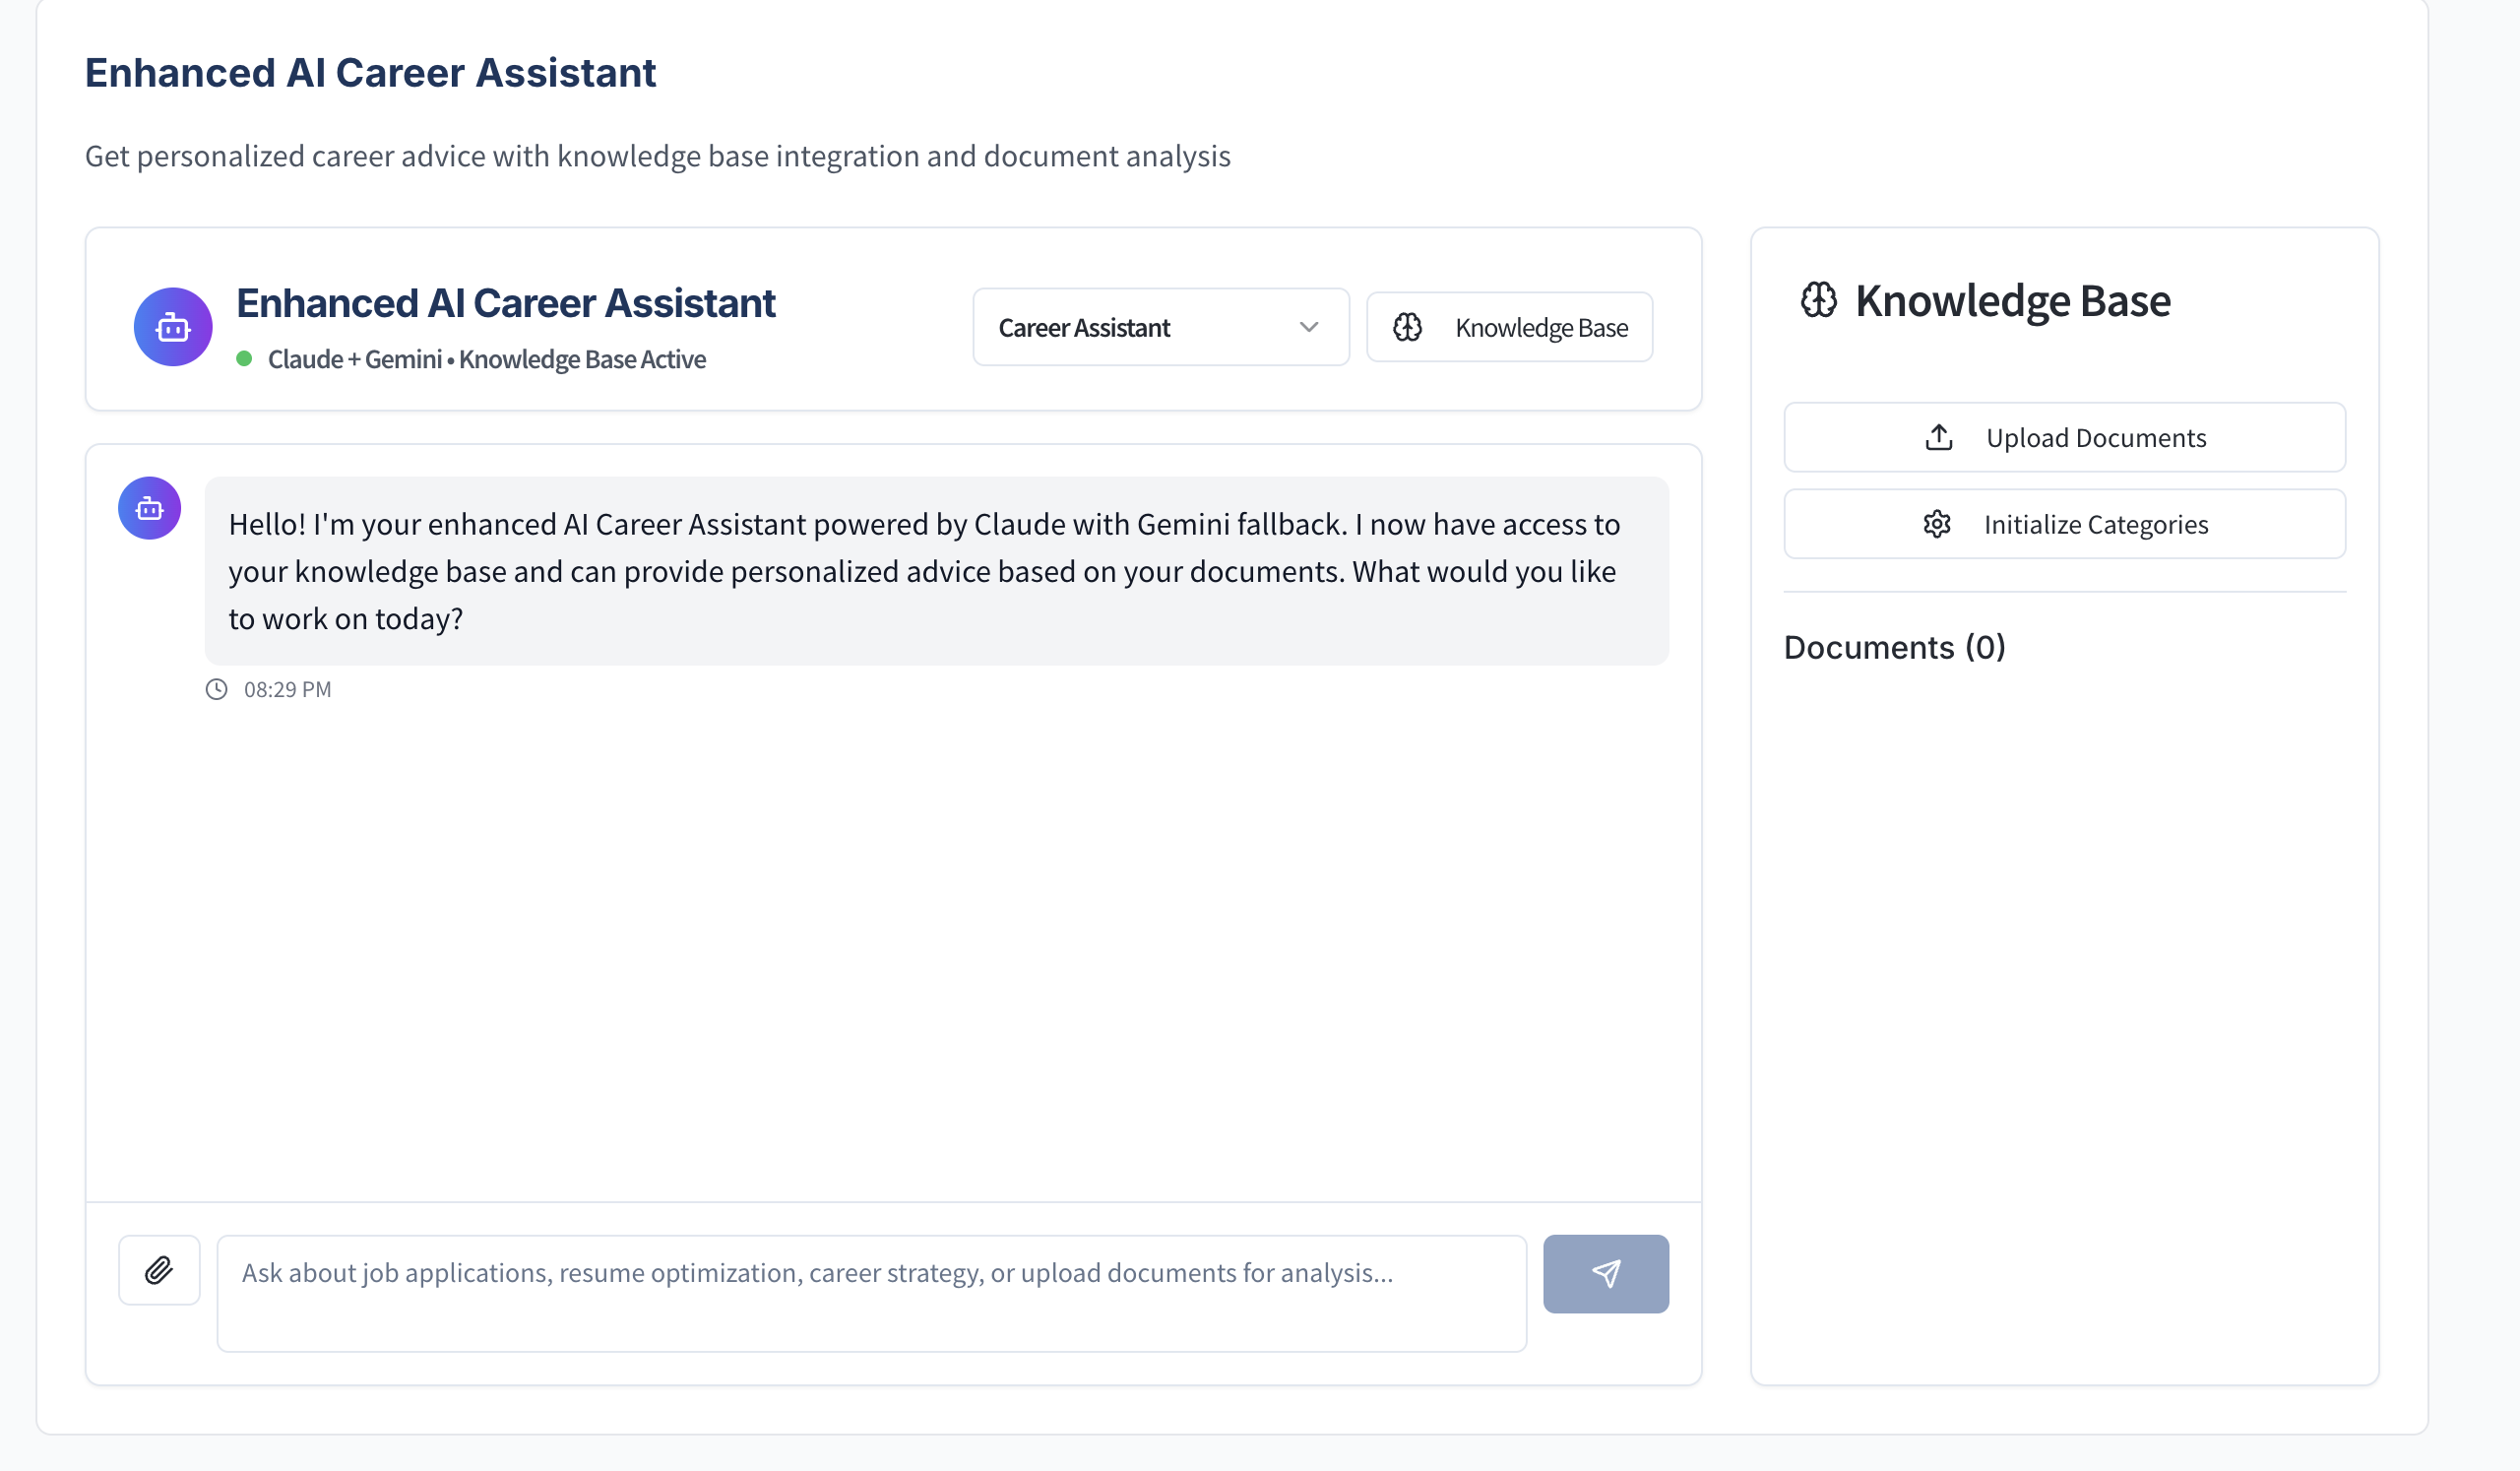 Enhanced AI Career Assistant
Get personalized career advice with knowledge base integration and document analysis
Enhanced AI Career Assistant
Claude + Gemini • Knowledge Base Active
Career Assistant
Knowledge Base
Hello! I'm your enhanced AI Career Assistant powered by Claude with Gemini fallback. I now have access to
your knowledge base and can provide personalized advice based on your documents. What would you like
to work on today?
08:29 PM
Ask about job applications, resume optimization, career strategy, or upload documents for analysis...
Knowledge Base
Upload Documents
Initialize Categories
Documents (0)